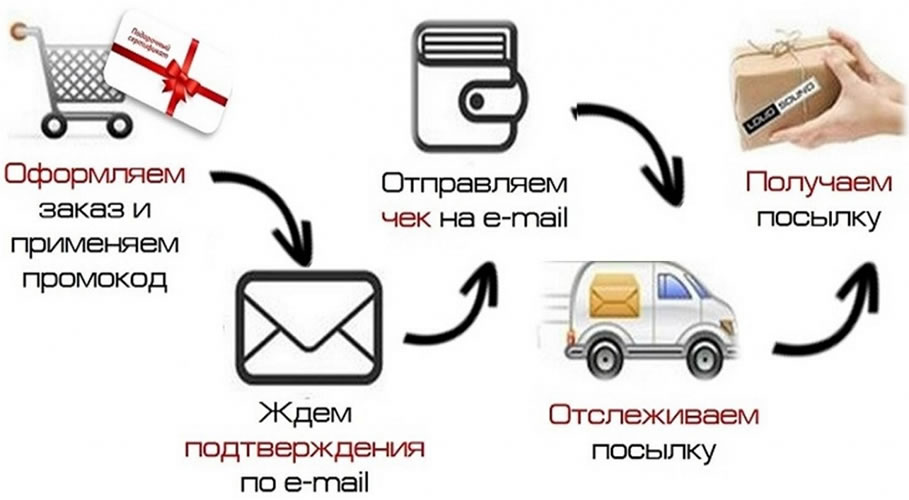 Подарочный
сертификат
Оформляем
заказ и
применяем
промокод
Ждем
подтверждения
по e-mail
Отправляем
чек на e-mail
Отслеживаем
посылку
LOUD SOUND
Получаем
посылку